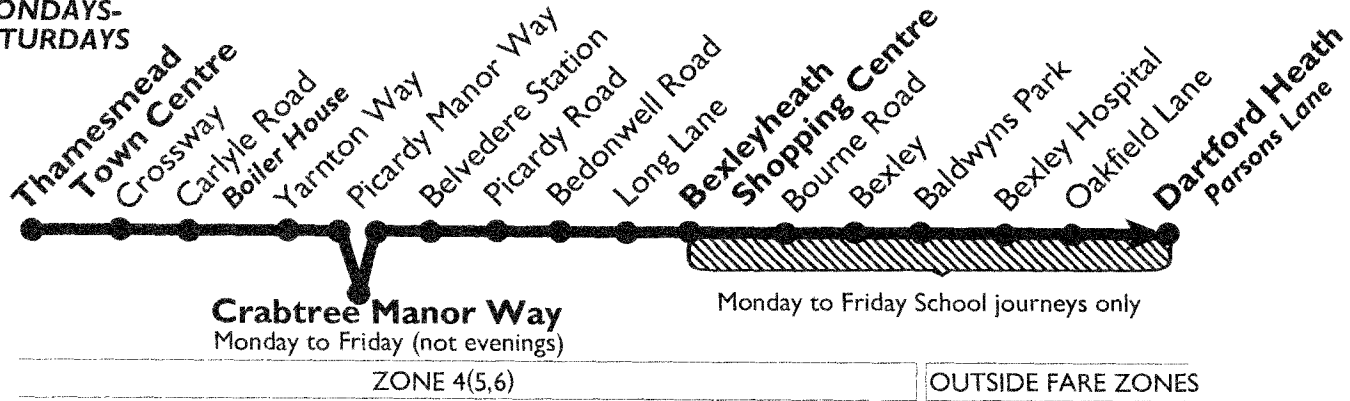 ONDAYS-
TURDAYS
Thamesmead
Town Centre
Crossway
Carlyle Road
Boiler House
Yarnton Way
Picardy Manor Way
Belvedere Station
Picardy Road
Bedonwell Road
Long Lane
Bexleyheath
Shopping Centre
Bourne Road
Bexley
Baldwyns Park
Bexley Hospital
Oakfield Lane
Dartford Heath
Parsons Lane
Crabtree Manor Way
Monday to Friday (not evenings)
Monday to Friday School journeys only
ZONE 4(5,6)
OUTSIDE FARE ZONES